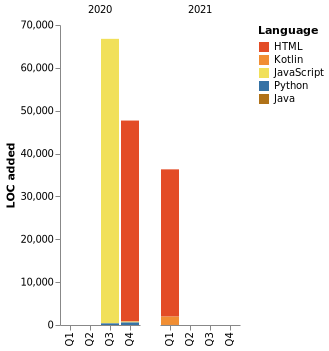 2020
2021
LOC added
70,000
60,000
50,000
40,000
30,000
20,000
10,000
0
Q1
Q2
Q3
Q4
Q1
Q2
Q3
Q4
Language
HTML
Kotlin
JavaScript
Python
Java